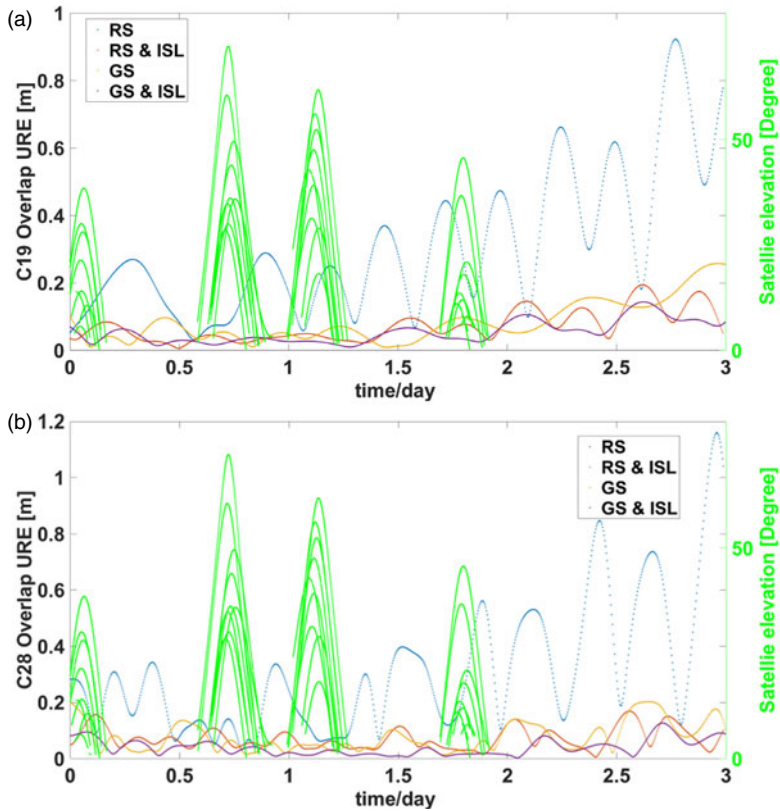 (a)
1
0.8
0.6
0.4
0.2
0
C19 Overlap URE [m]
RS
RS & ISL
GS
GS & ISL
50
0
Satellie elevation [Degree]
0 0.5 1 1.5 2 2.5 3
time/day
(b)
1.2
1
0.8
0.6
0.4
0.2
0
C28 Overlap URE [m]
RS
RS & ISL
GS
GS & ISL
50
0
Satellie elevation [Degree]
0 0.5 1 1.5 2 2.5 3
time/day